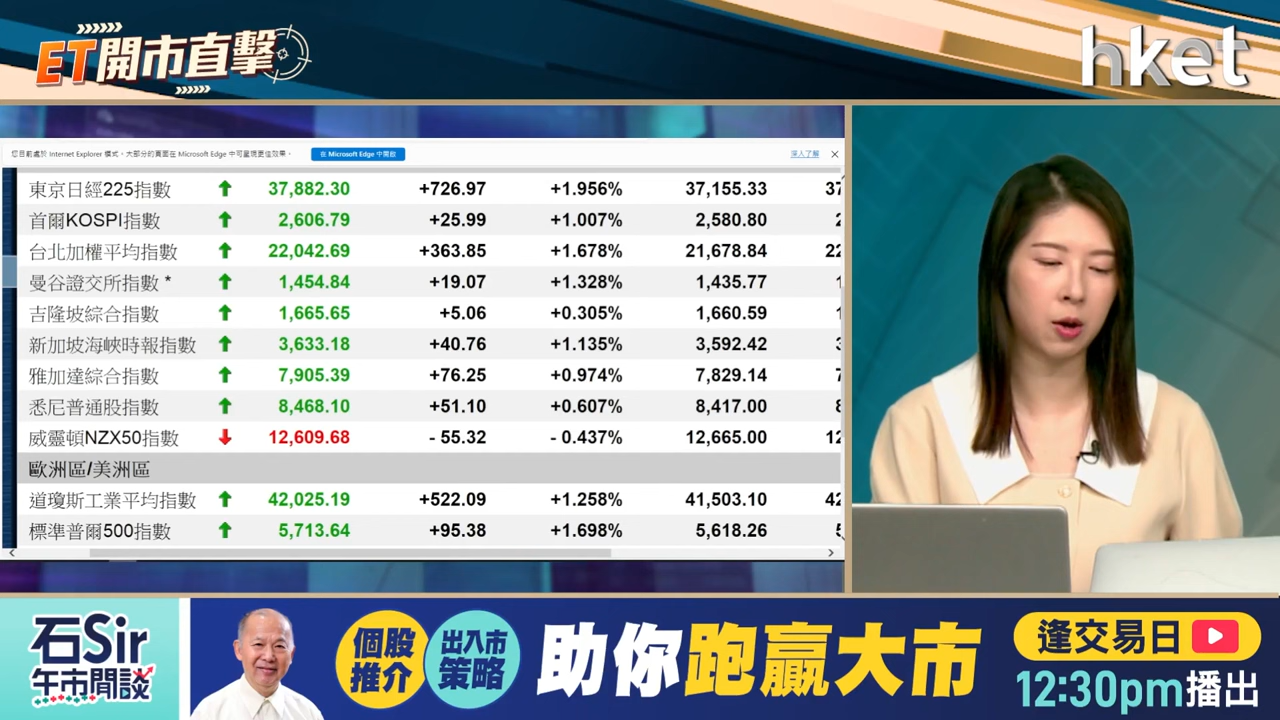 ET開市直擊
hket
您目前處於 Internet Explorer 模式。大部分的頁面在 Microsoft Edge 中可呈現更佳效果。 在 Microsoft Edge 中開啟 深入了解
東京日經225指數 37,882.30 +726.97 +1.956% 37,155.33 37
首爾KOSPI指數 2,606.79 +25.99 +1.007% 2,580.80
台北加權平均指數 22,042.69 +363.85 +1.678% 21,678.84 22
曼谷證交所指數 * 1,454.84 +19.07 +1.328% 1,435.77
吉隆坡綜合指數 1,665.65 +5.06 +0.305% 1,660.59
新加坡海峽時報指數 3,633.18 +40.76 +1.135% 3,592.42
雅加達綜合指數 7,905.39 +76.25 +0.974% 7,829.14
悉尼普通股指數 8,468.10 +51.10 +0.607% 8,417.00
威靈頓NZX50指數 12,609.68 - 55.32 - 0.437% 12,665.00 12
歐洲區/美洲區
道瓊斯工業平均指數 42,025.19 +522.09 +1.258% 41,503.10 42
標準普爾500指數 5,713.64 +95.38 +1.698% 5,618.26
石Sir
午市閒談
個股
推介
出入市
策略
助你跑贏大市
逢交易日
12:30pm播出